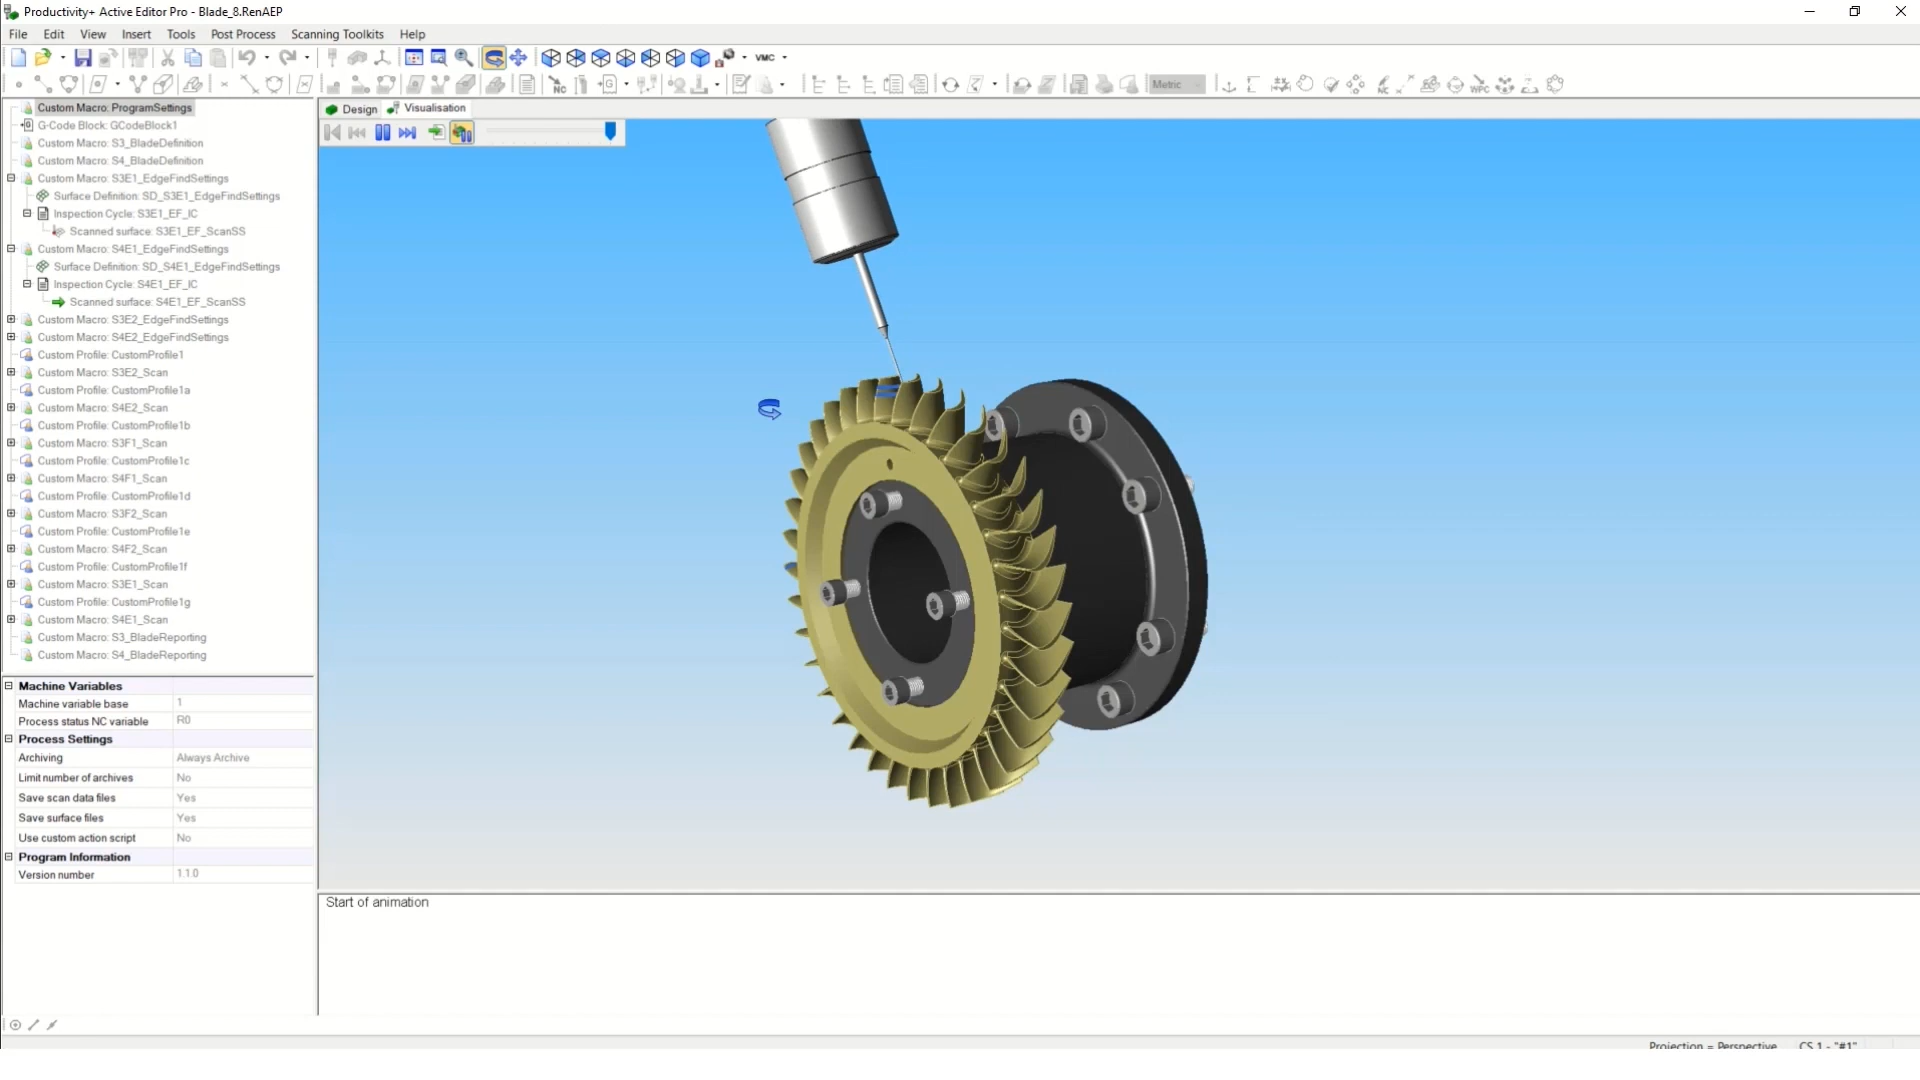 Productivity+ Active Editor Pro - Blade_8.RenAEP
File Edit View Insert Tools Post Process Scanning Toolkits Help
VMC
Metric
NC
WPC
Custom Macro: ProgramSettings
G-Code Block: GCodeBlock1
Custom Macro: S3_BladeDefinition
Custom Macro: S4_BladeDefinition
Custom Macro: S3E1_EdgeFindSettings
Surface Definition: SD_S3E1_EdgeFindSettings
Inspection Cycle: S3E1_EF_IC
Scanned surface: S3E1_EF_ScanSS
Custom Macro: S4E1_EdgeFindSettings
Surface Definition: SD_S4E1_EdgeFindSettings
Inspection Cycle: S4E1_EF_IC
Scanned surface: S4E1_EF_ScanSS
Custom Macro: S3E2_EdgeFindSettings
Custom Macro: S4E2_EdgeFindSettings
Custom Profile: CustomProfile1
Custom Macro: S3E2_Scan
Custom Profile: CustomProfile1a
Custom Macro: S4E2_Scan
Custom Profile: CustomProfile1b
Custom Macro: S3F1_Scan
Custom Profile: CustomProfile1c
Custom Macro: S4F1_Scan
Custom Profile: CustomProfile1d
Custom Macro: S3F2_Scan
Custom Profile: CustomProfile1e
Custom Macro: S4F2_Scan
Custom Profile: CustomProfile1f
Custom Macro: S3E1_Scan
Custom Profile: CustomProfile1g
Custom Macro: S4E1_Scan
Custom Macro: S3_BladeReporting
Custom Macro: S4_BladeReporting
Machine Variables
Machine variable base 1
Process status NC variable R0
Process Settings
Archiving Always Archive
Limit number of archives No
Save scan data files Yes
Save surface files Yes
Use custom action script No
Program Information
Version number 1.1.0
Design Visualisation
Start of animation
Projection = Perspective CS 1 - "#1"